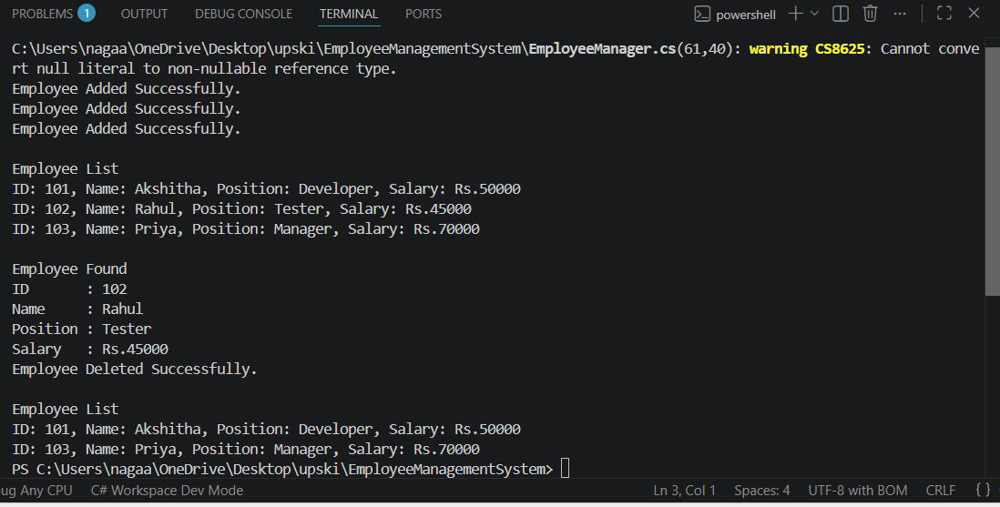 PROBLEMS 1 OUTPUT DEBUG CONSOLE TERMINAL PORTS powershell
C:\Users\nagaa\OneDrive\Desktop\upski\EmployeeManagementSystem\EmployeeManager.cs(61,40): warning CS8625: Cannot conve
rt null literal to non-nullable reference type.
Employee Added Successfully.
Employee Added Successfully.
Employee Added Successfully.
Employee List
ID: 101, Name: Akshitha, Position: Developer, Salary: Rs.50000
ID: 102, Name: Rahul, Position: Tester, Salary: Rs.45000
ID: 103, Name: Priya, Position: Manager, Salary: Rs.70000
Employee Found
ID : 102
Name : Rahul
Position : Tester
Salary : Rs.45000
Employee Deleted Successfully.
Employee List
ID: 101, Name: Akshitha, Position: Developer, Salary: Rs.50000
ID: 103, Name: Priya, Position: Manager, Salary: Rs.70000
PS C:\Users\nagaa\OneDrive\Desktop\upski\EmployeeManagementSystem>
ug Any CPU C# Workspace Dev Mode Ln 3, Col 1 Spaces: 4 UTF-8 with BOM CRLF {}